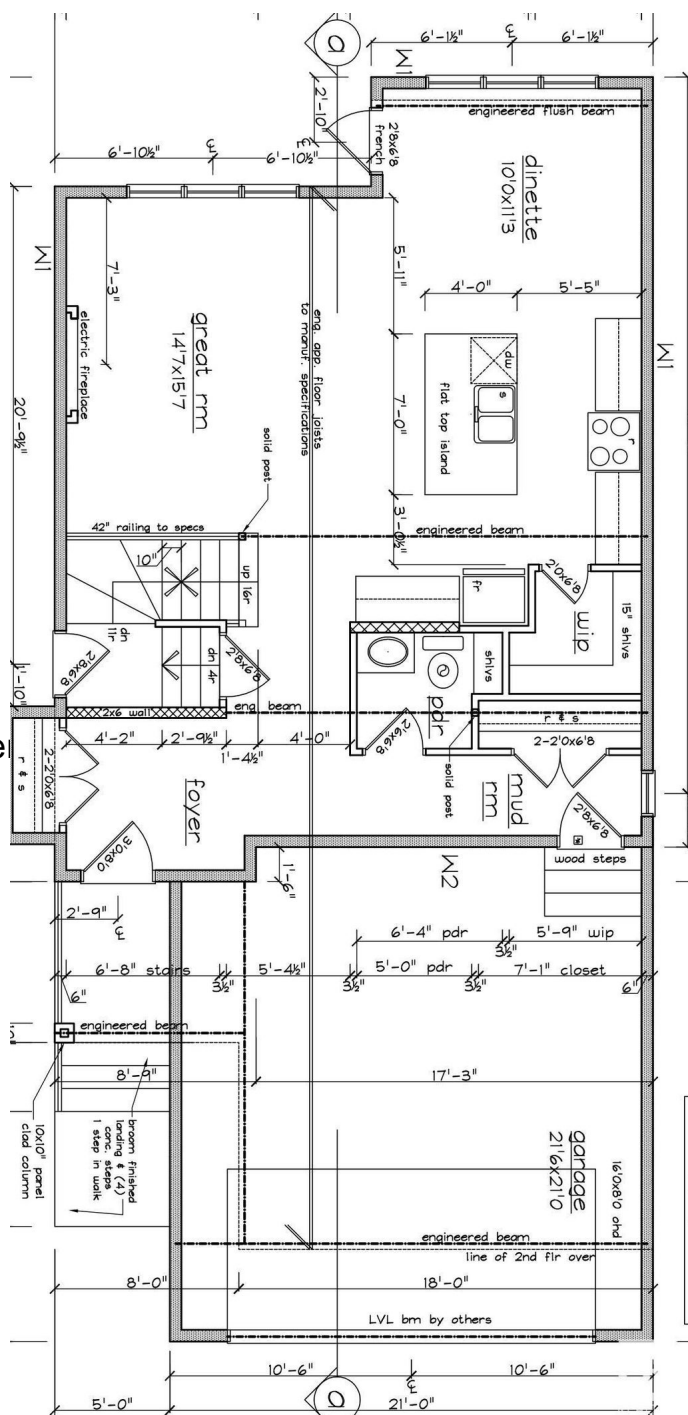 6'-1½"
6'-1½"
a
W1
2'-10"
engineered flush beam
2'8x6'8
french
6'-10½"
6'-10½"
dinette
10'0x11'3
W1
7'-3"
5'-11"
4'-0"
5'-5"
electric fireplace
great rm
14'7x15'7
eng. app. floor joists
to manuf. specifications
dw
s
r
flat top island
7'-0"
W1
20'-9½"
solid post
42" railing to specs
engineered beam
3'-0½"
10"
up 16r
fr
2'0x6'8
wip
15" shlvs
dn
11r
dn 4r
2'8x6'8
2'8x6'8
shlvs
pdr
1'-10"
2x6 wall
eng. beam
r & s
2-2'0x6'8
4'-2"
2'-9½"
1'-4½"
4'-0"
2'6x6'8
solid post
2-2'0x6'8
r & s
foyer
mud
rm
2'8x6'8
3'0x8'0
wood steps
1'-6"
W2
2'-9"
6'-4" pdr
3½"
5'-9" wip
6'-8" stairs
3½"
5'-4½"
3½"
5'-0" pdr
3½"
7'-1" closet
6"
6"
engineered beam
8'-9"
17'-3"
10x10" panel
clad column
broom finished
landing & (4)
conc. steps
1 step in walk
garage
21'6x21'0
16'0x8'0 ohd
engineered beam
line of 2nd flr over
8'-0"
18'-0"
LVL bm by others
10'-6"
10'-6"
a
5'-0"
21'-0"